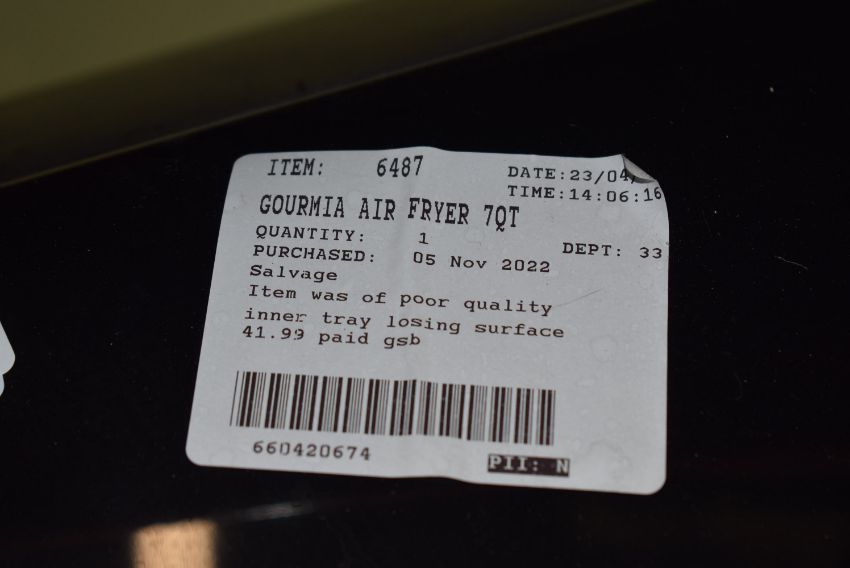 ITEM: 6487
DATE:23/04/
TIME:14:06:16
GOURMIA AIR FRYER 7QT
QUANTITY: 1
DEPT: 33
PURCHASED: 05 Nov 2022
Salvage
Item was of poor quality
inner tray losing surface
41.99 paid gsb
660420674
PII: N